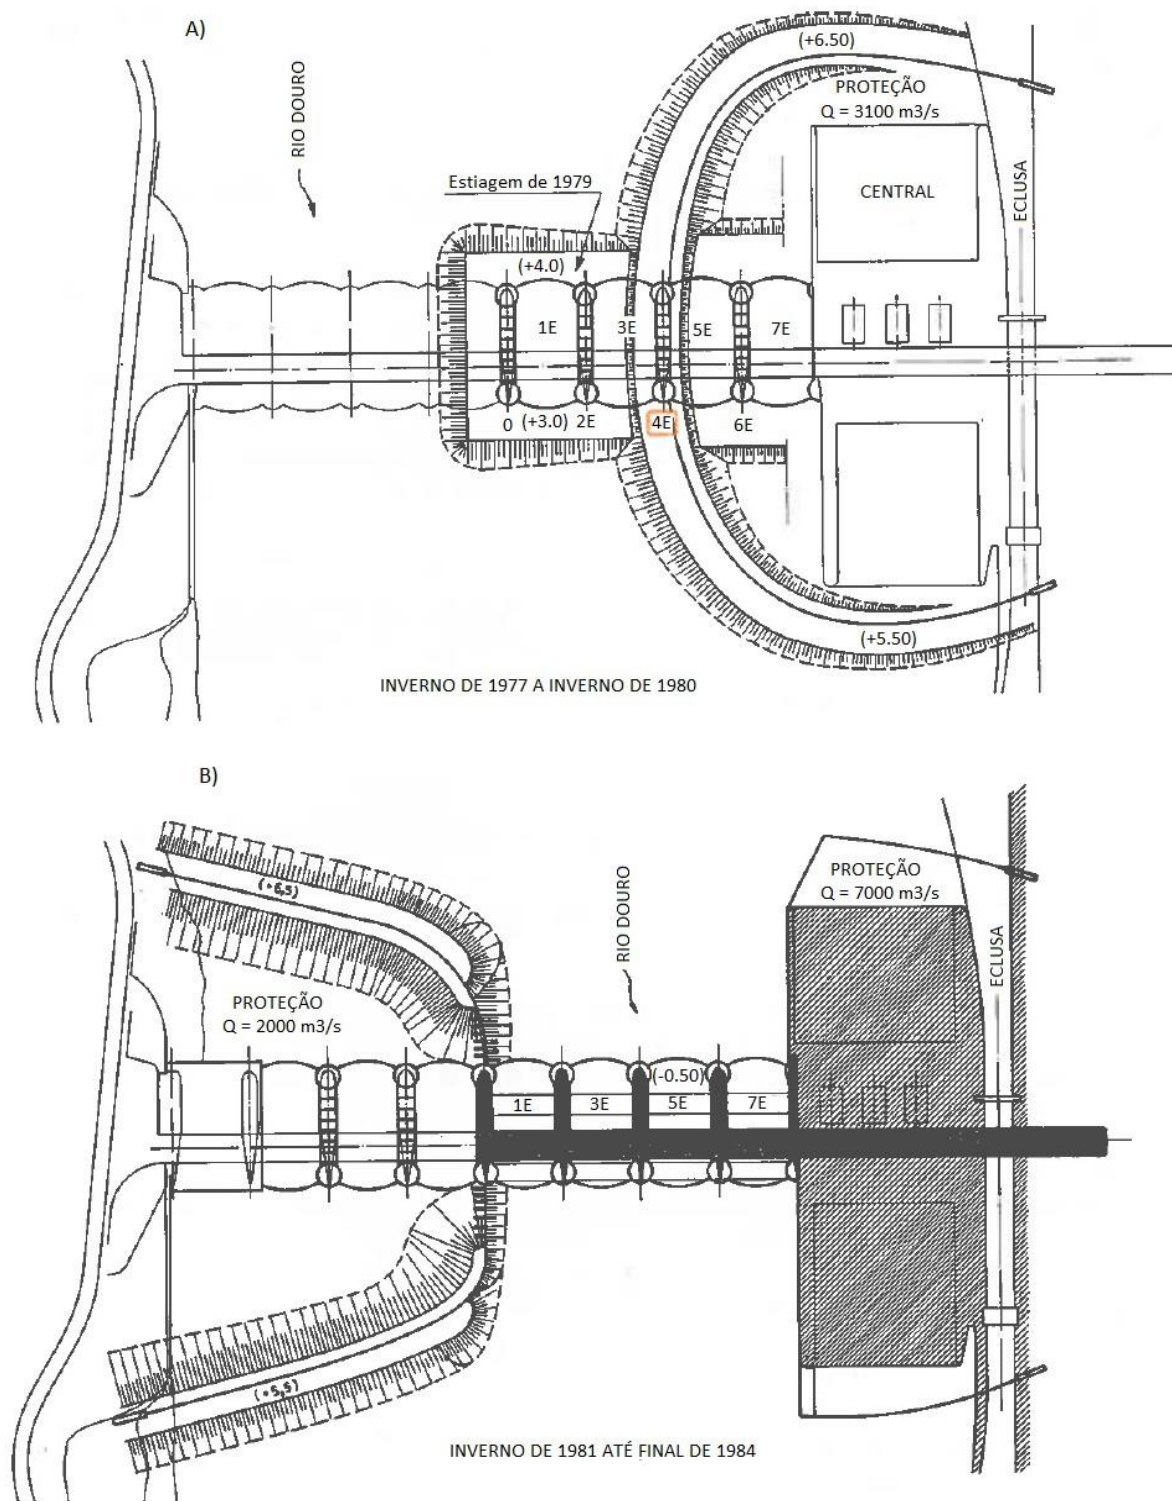 A)
(+6.50)
PROTEÇÃO
Q = 3100 m3/s
RIO DOURO
Estiagem de 1979
CENTRAL
ECLUSA
(+4.0)
1E
3E
5E
7E
0
(+3.0)
2E
4E
6E
(+5.50)
INVERNO DE 1977 A INVERNO DE 1980
B)
PROTEÇÃO
Q = 7000 m3/s
(+6,5)
RIO DOURO
ECLUSA
PROTEÇÃO
Q = 2000 m3/s
(-0.50)
1E
3E
5E
7E
(+5,5)
INVERNO DE 1981 ATÉ FINAL DE 1984